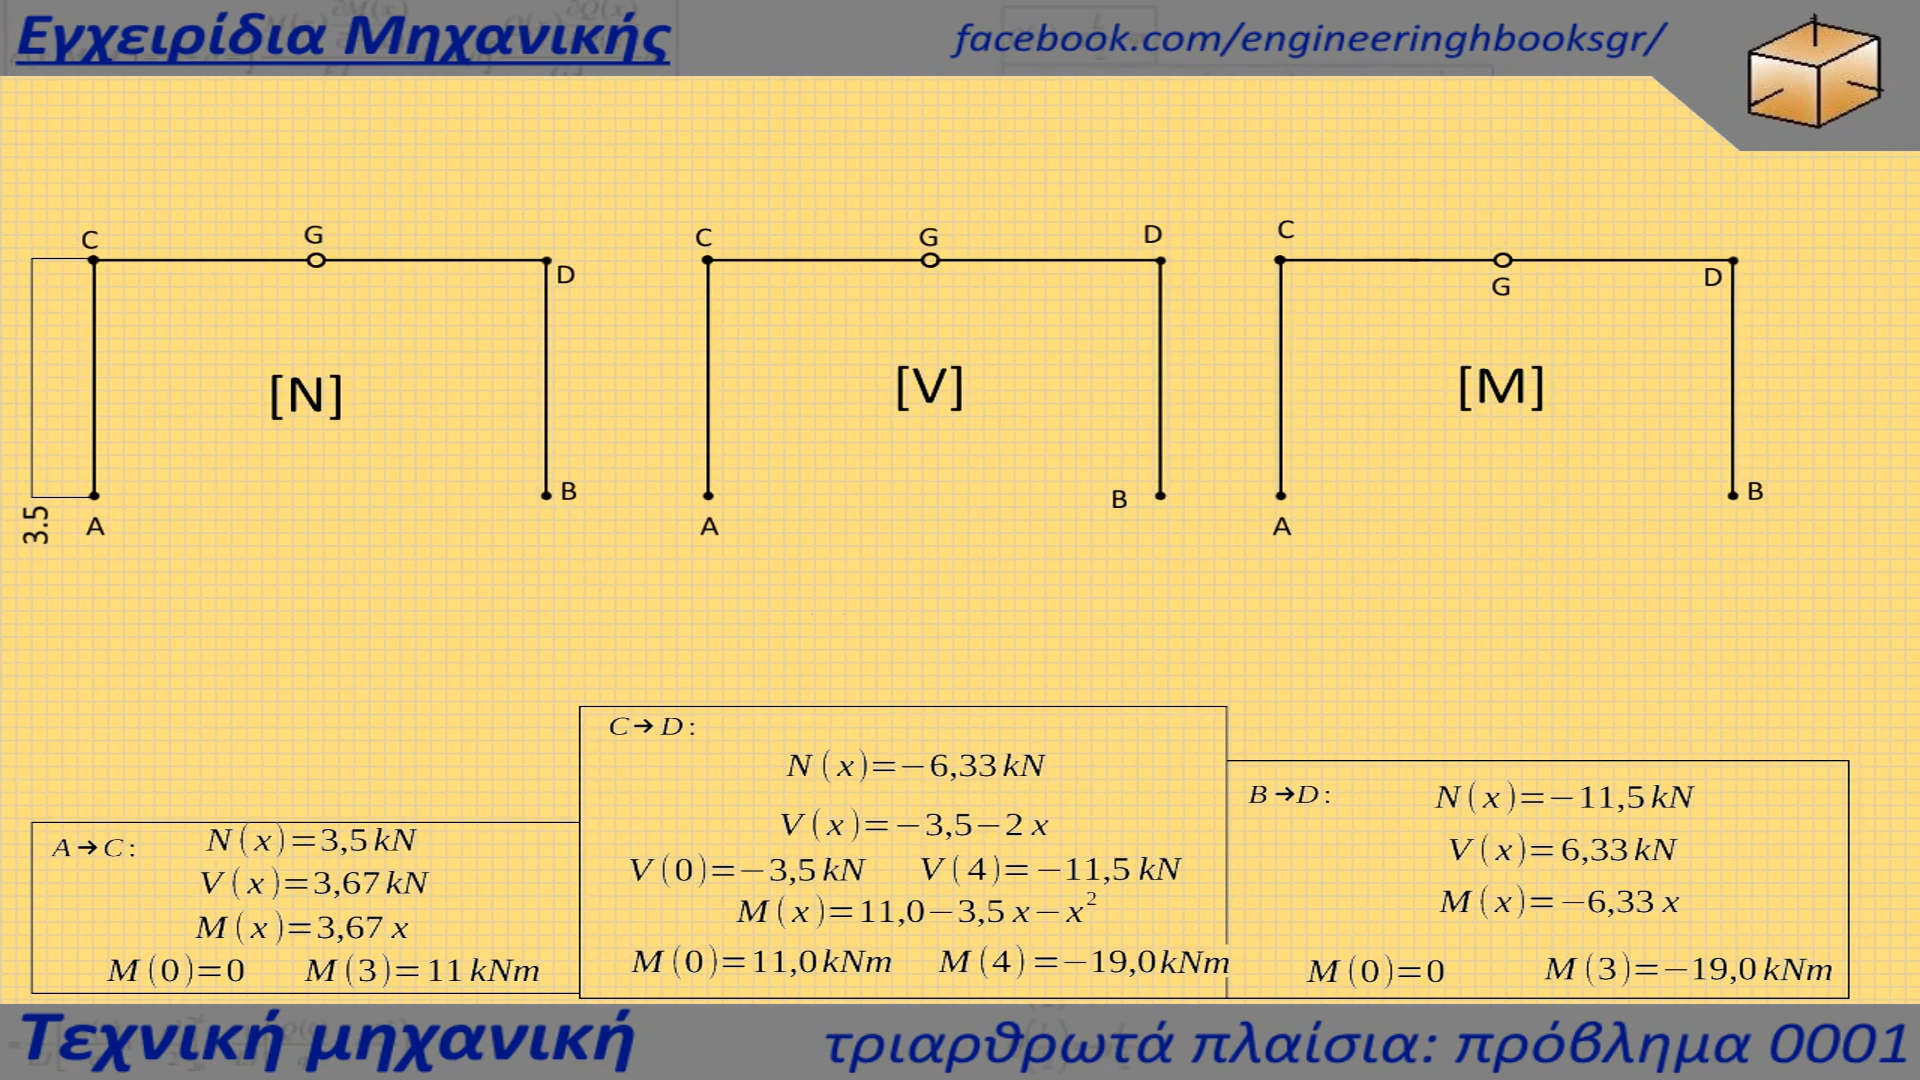 Εγχειρίδια Μηχανικής
facebook.com/engineeringhbooksgr/
C G D
3.5
A B
[N]
C G D
[V]
A B
C G D
[M]
A B
A→C:
N(x)=3,5kN
V(x)=3,67kN
M(x)=3,67x
M(0)=0 M(3)=11kNm
C→D:
N(x)=−6,33kN
V(x)=−3,5−2x
V(0)=−3,5kN V(4)=−11,5kN
M(x)=11,0−3,5x−x²
M(0)=11,0kNm M(4)=−19,0kNm
B→D:
N(x)=−11,5kN
V(x)=6,33kN
M(x)=−6,33x
M(0)=0 M(3)=−19,0kNm
Τεχνική μηχανική
τριαρθρωτά πλαίσια: πρόβλημα 0001